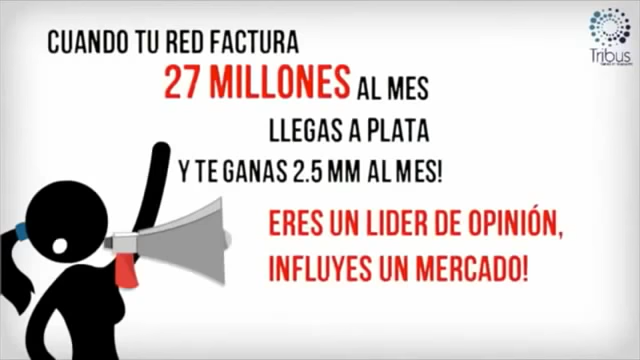 CUANDO TU RED FACTURA
27 MILLONES AL MES
LLEGAS A PLATA
Y TE GANAS 2.5 MM AL MES!
ERES UN LIDER DE OPINIÓN,
INFLUYES UN MERCADO!
Tribus